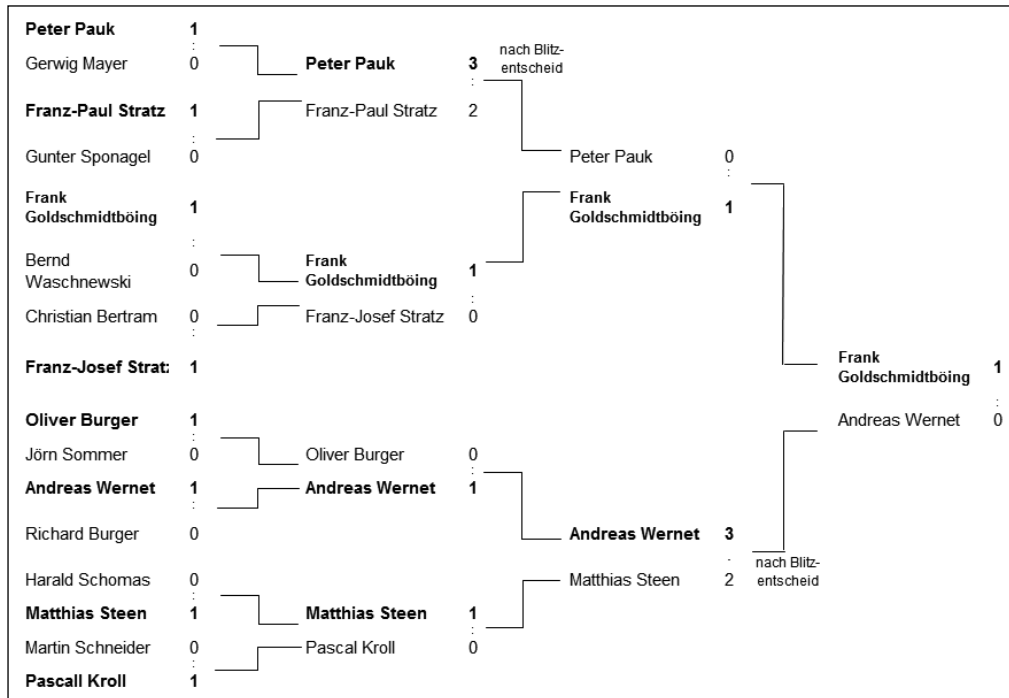 Peter Pauk 1
:
Gerwig Mayer 0
Franz-Paul Stratz 1
:
Gunter Sponagel 0
Frank
Goldschmidtböing 1
:
Bernd
Waschnewski 0
Christian Bertram 0
:
Franz-Josef Stratz 1
Oliver Burger 1
:
Jörn Sommer 0
Andreas Wernet 1
:
Richard Burger 0
Harald Schomas 0
:
Matthias Steen 1
Martin Schneider 0
:
Pascall Kroll 1
Peter Pauk 3
:
Franz-Paul Stratz 2
nach Blitz-
entscheid
Frank
Goldschmidtböing 1
:
Franz-Josef Stratz 0
Oliver Burger 0
:
Andreas Wernet 1
Matthias Steen 1
:
Pascal Kroll 0
Peter Pauk 0
:
Frank
Goldschmidtböing 1
Andreas Wernet 3
:
Matthias Steen 2
nach Blitz-
entscheid
Frank
Goldschmidtböing 1
:
Andreas Wernet 0